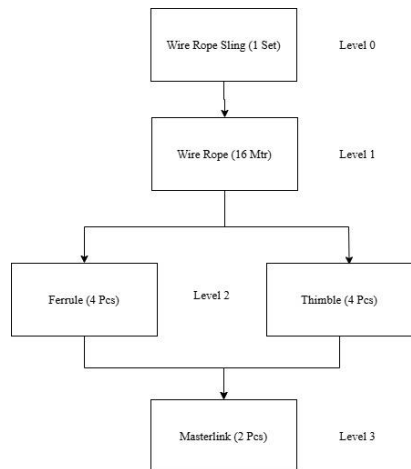 Wire Rope Sling (1 Set)
Level 0
Wire Rope (16 Mtr)
Level 1
Ferrule (4 Pcs)
Level 2
Thimble (4 Pcs)
Masterlink (2 Pcs)
Level 3